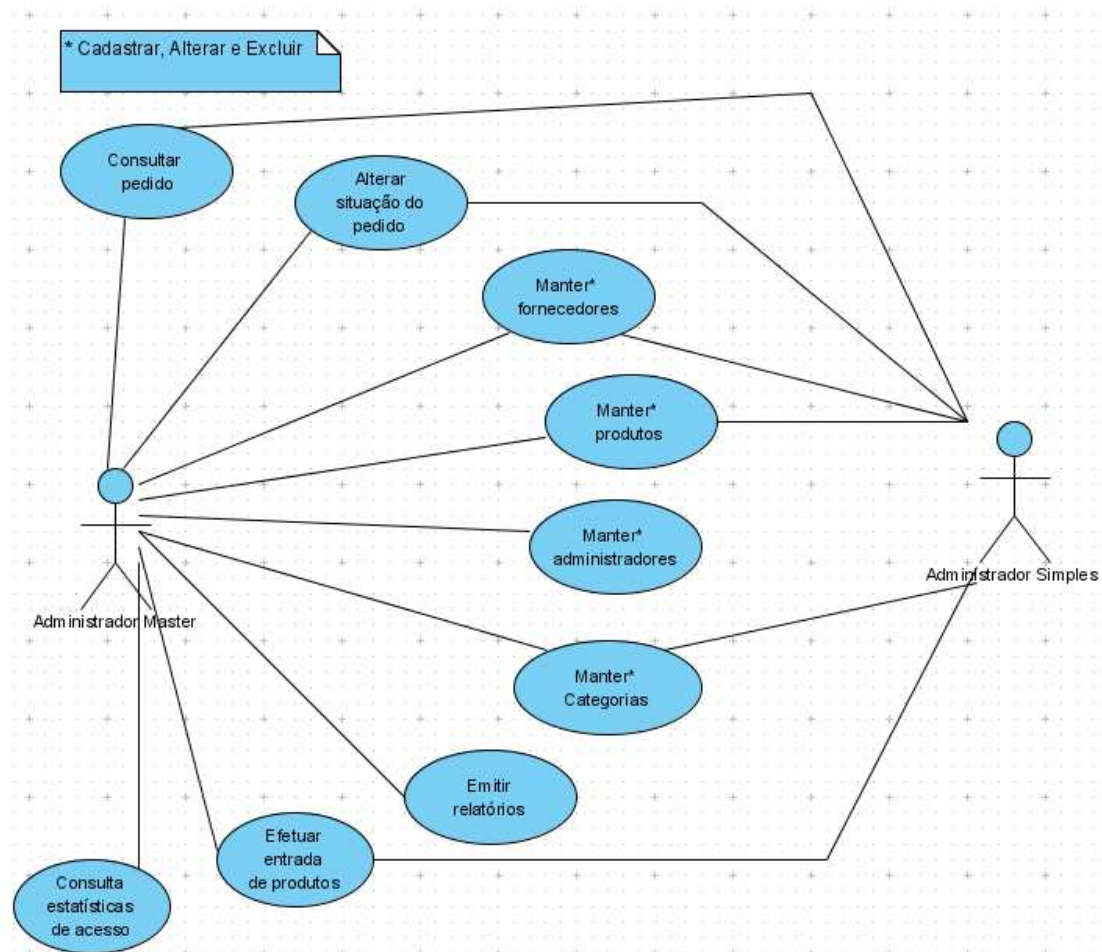 * Cadastrar, Alterar e Excluir
Consultar
pedido
Alterar
situação do
pedido
Manter*
fornecedores
Manter*
produtos
Manter*
administradores
Administrador Simples
Administrador Master
Manter*
Categorias
Emitir
relatórios
Efetuar
entrada
de produtos
Consulta
estatísticas
de acesso